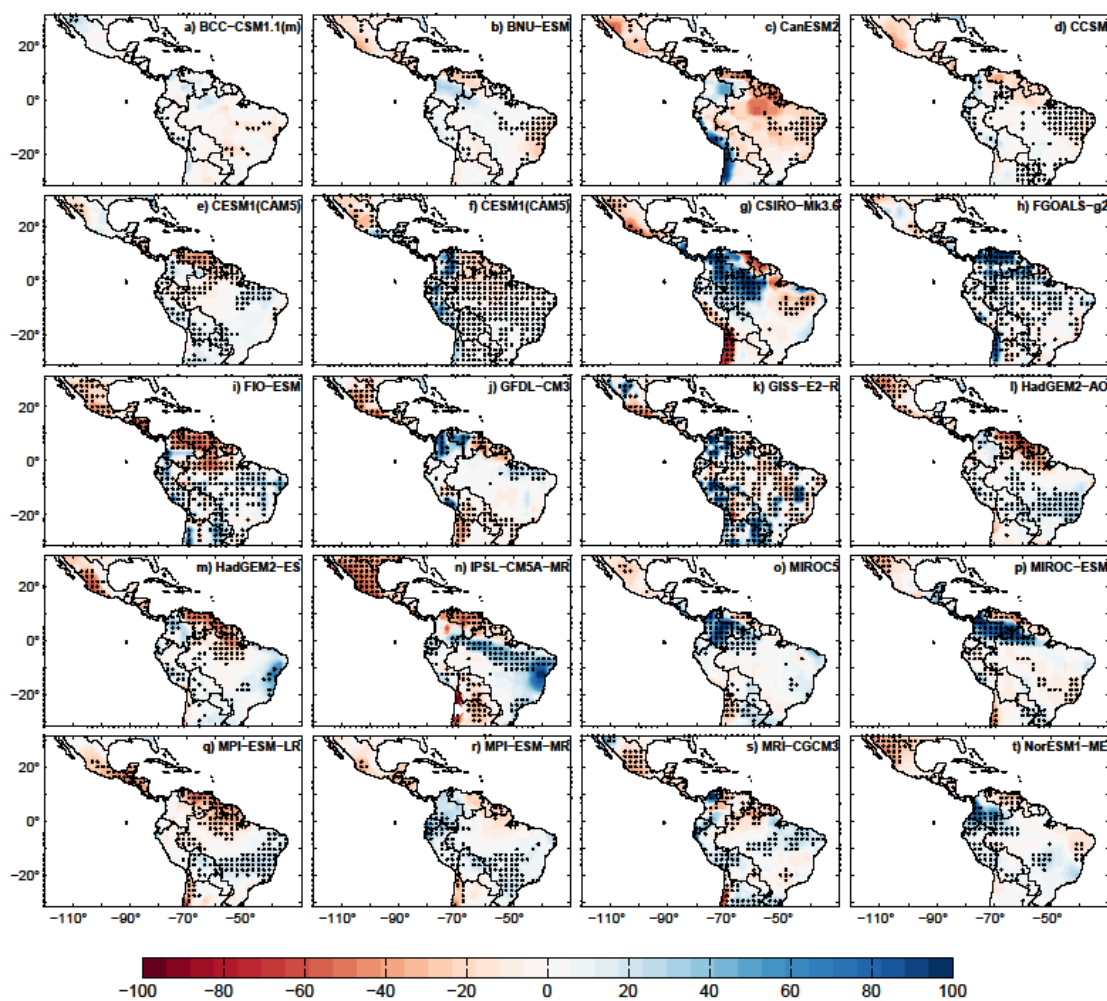 a) BCC−CSM1.1(m) b) BNU−ESM c) CanESM2 d) CCSM
20°
0°
−20°
e) CESM1(CAM5) f) CESM1(CAM5) g) CSIRO−Mk3.6 h) FGOALS−g2
20°
0°
−20°
i) FIO−ESM j) GFDL−CM3 k) GISS−E2−R l) HadGEM2−AO
20°
0°
−20°
m) HadGEM2−ES n) IPSL−CM5A−MR o) MIROC5 p) MIROC−ESM
20°
0°
−20°
q) MPI−ESM−LR r) MPI−ESM−MR s) MRI−CGCM3 t) NorESM1−ME
20°
0°
−20°
−110° −90° −70° −50° −110° −90° −70° −50° −110° −90° −70° −50° −110° −90° −70° −50°
−100 −80 −60 −40 −20 0 20 40 60 80 100